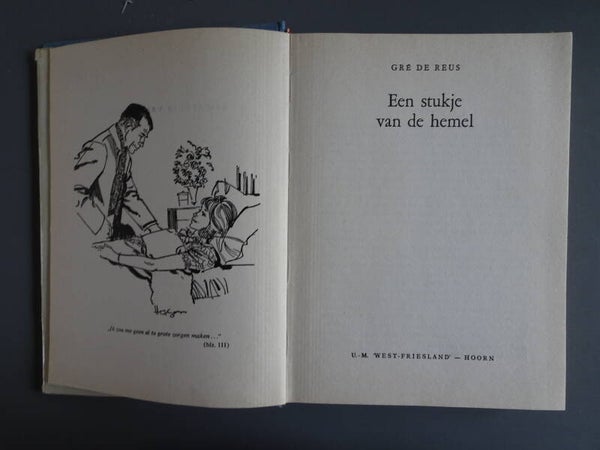 „Ik zou me geen al te grote zorgen maken ...”
(blz. 111)
GRÉ DE REUS
Een stukje
van de hemel
U.-M. 'WEST-FRIESLAND' — HOORN